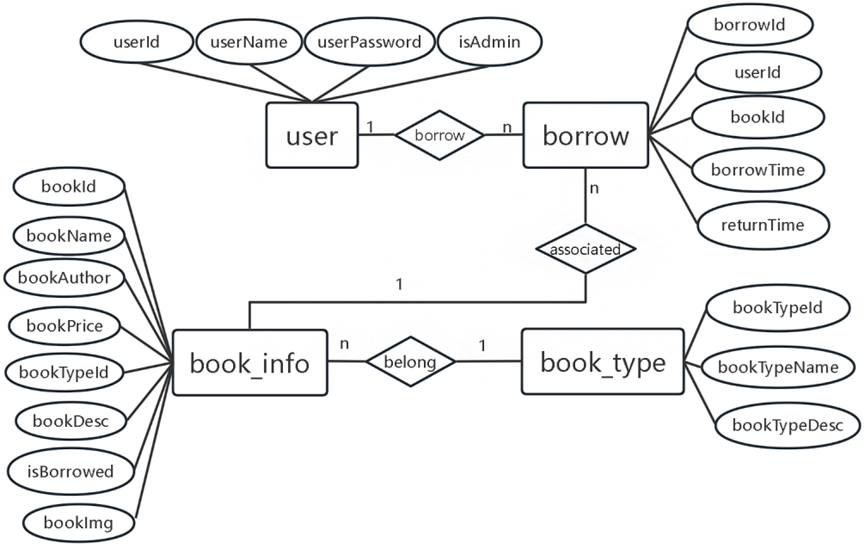 userId
userName
userPassword
isAdmin
borrowId
userId
bookId
borrowTime
returnTime
user
1
borrow
n
borrow
n
associated
1
bookId
bookName
bookAuthor
bookPrice
bookTypeId
bookDesc
isBorrowed
bookImg
book_info
n
belong
1
book_type
bookTypeId
bookTypeName
bookTypeDesc